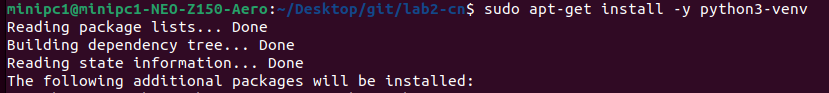 minipc1@minipc1-NEO-Z150-Aero:~/Desktop/git/lab2-cn$ sudo apt-get install -y python3-venv
Reading package lists... Done
Building dependency tree... Done
Reading state information... Done
The following additional packages will be installed: